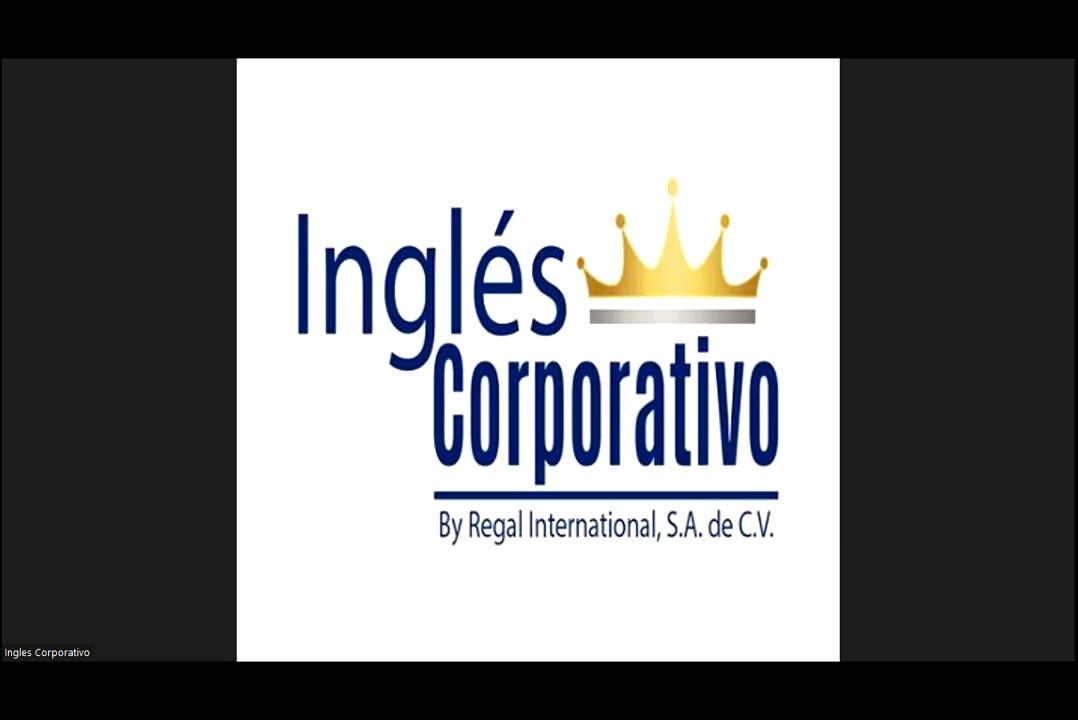 Inglés
Corporativo
By Regal International, S.A. de C.V.
Ingles Corporativo